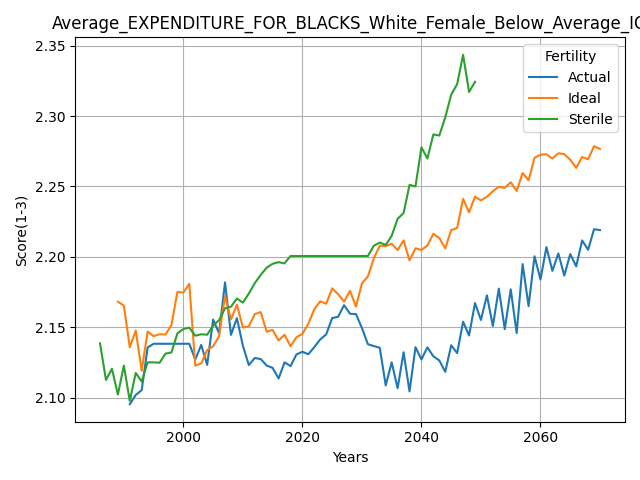 Average_EXPENDITURE_FOR_BLACKS_White_Female_Below_Average_IQ
Fertility
Actual
Ideal
Sterile
Score(1-3)
2.35
2.30
2.25
2.20
2.15
2.10
2000
2020
2040
2060
Years